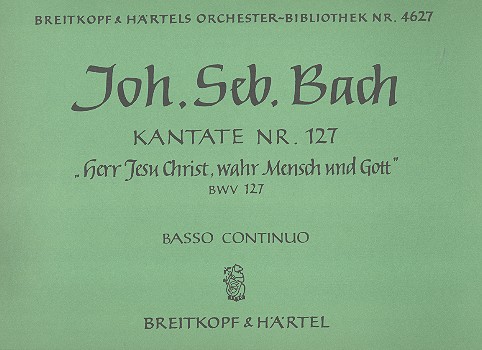 BREITKOPF & HÄRTELS ORCHESTER-BIBLIOTHEK NR. 4627
Joh. Seb. Bach
KANTATE NR. 127
„Herr Jesu Christ, wahr Mensch und Gott"
BWV 127
BASSO CONTINUO
BREITKOPF & HÄRTEL